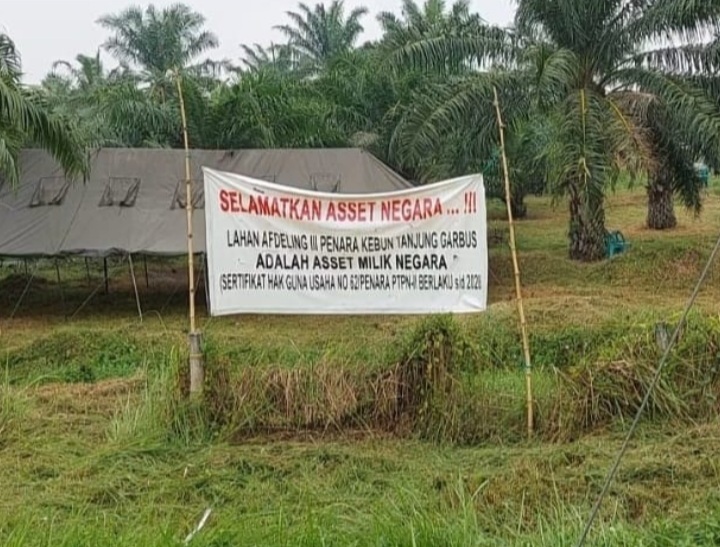 SELAMATKAN ASSET NEGARA ... !!!
LAHAN AFDELING III PENARA KEBUN TANJUNG GARBUS
ADALAH ASSET MILIK NEGARA
(SERTIFIKAT HAK GUNA USAHA NO 62/PENARA PTPN-II BERLAKU s/d